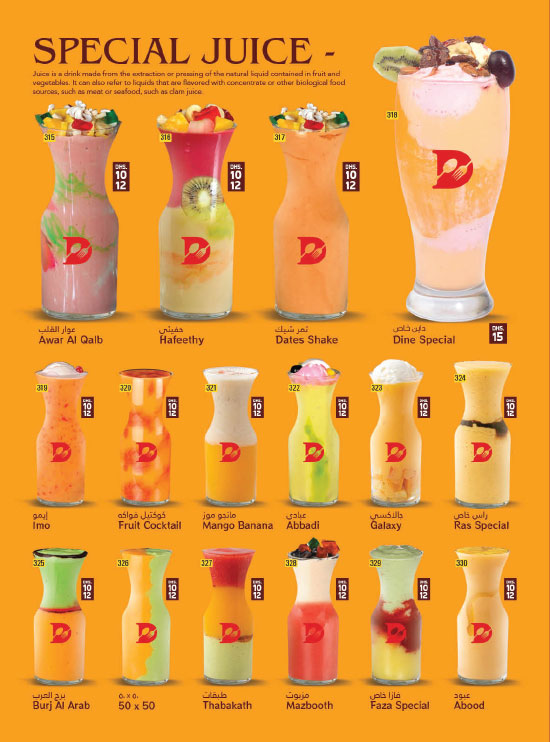 SPECIAL JUICE -
Juice is a drink made from the extraction or pressing of the natural liquid contained in fruit and
vegetables. It can also refer to liquids that are flavored with concentrate or other biological food
sources, such as meat or seafood, such as clam juice.
315
DHS.
10
12
316
DHS.
10
12
317
DHS.
10
12
318
عوار القلب
Awar Al Qalb
حفيثي
Hafeethy
تمر شيك
Dates Shake
داين خاص
Dine Special
DHS.
15
319
DHS.
10
12
320
DHS.
10
12
321
DHS.
10
12
322
DHS.
10
12
323
DHS.
10
12
324
DHS.
10
12
إيمو
Imo
كوكتيل فواكه
Fruit Cocktail
مانجو موز
Mango Banana
عبادي
Abbadi
جالاكسي
Galaxy
راس خاص
Ras Special
325
DHS.
10
12
326
DHS.
10
12
327
DHS.
10
12
328
DHS.
10
12
329
DHS.
10
12
330
DHS.
10
12
برج العرب
Burj Al Arab
٥٠ × ٥٠
50 x 50
طبقات
Thabakath
مزبوت
Mazbooth
فازا خاص
Faza Special
عبود
Abood